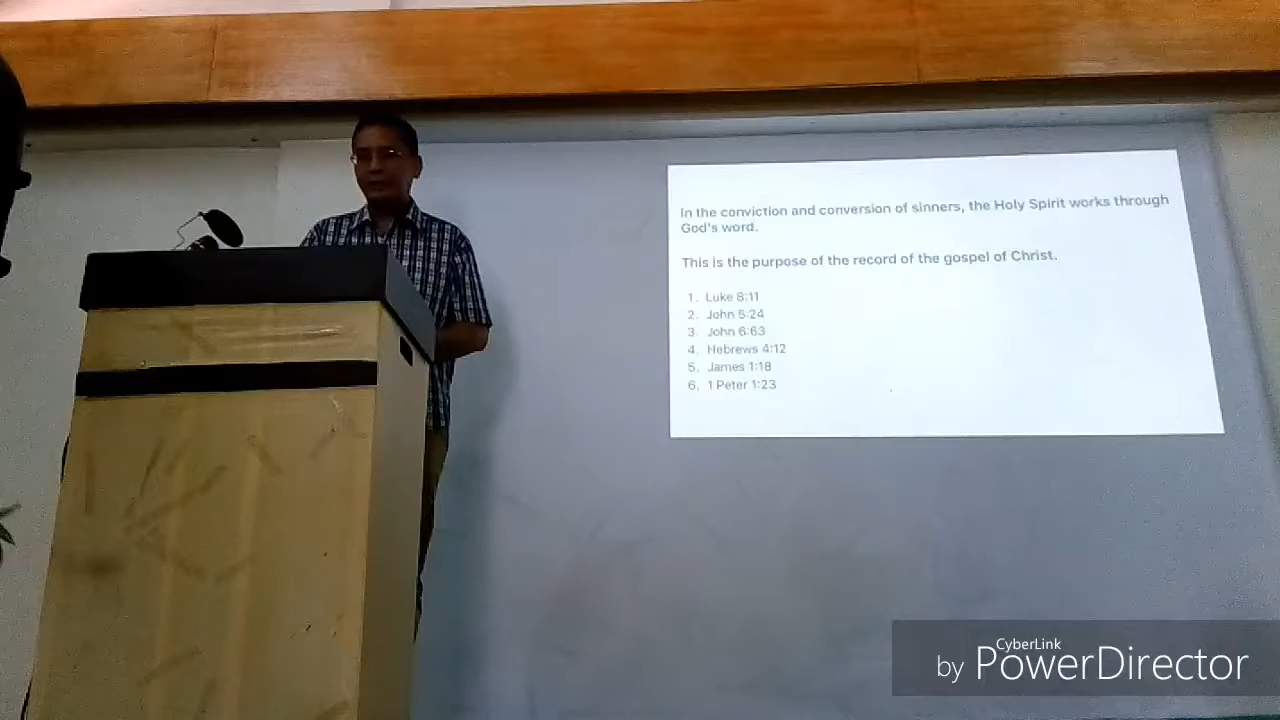 In the conviction and conversion of sinners, the Holy Spirit works through
God's word.
This is the purpose of the record of the gospel of Christ.
1. Luke 8:11
2. John 5:24
3. John 6:63
4. Hebrews 4:12
5. James 1:18
6. 1 Peter 1:23
CyberLink
by PowerDirector